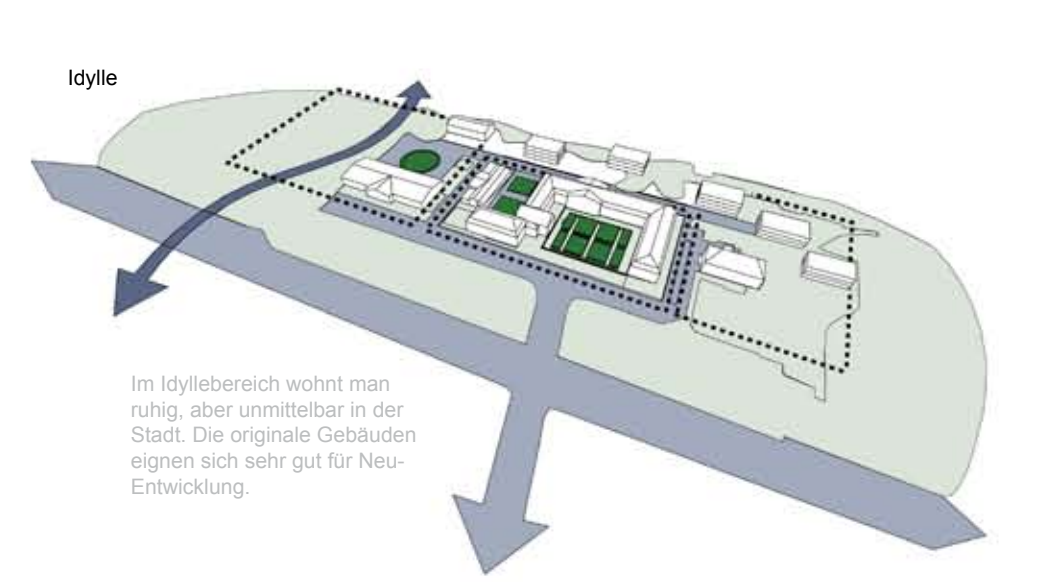 Idylle
Im Idyllebereich wohnt man
ruhig, aber unmittelbar in der
Stadt. Die originale Gebäuden
eignen sich sehr gut für Neu-
Entwicklung.